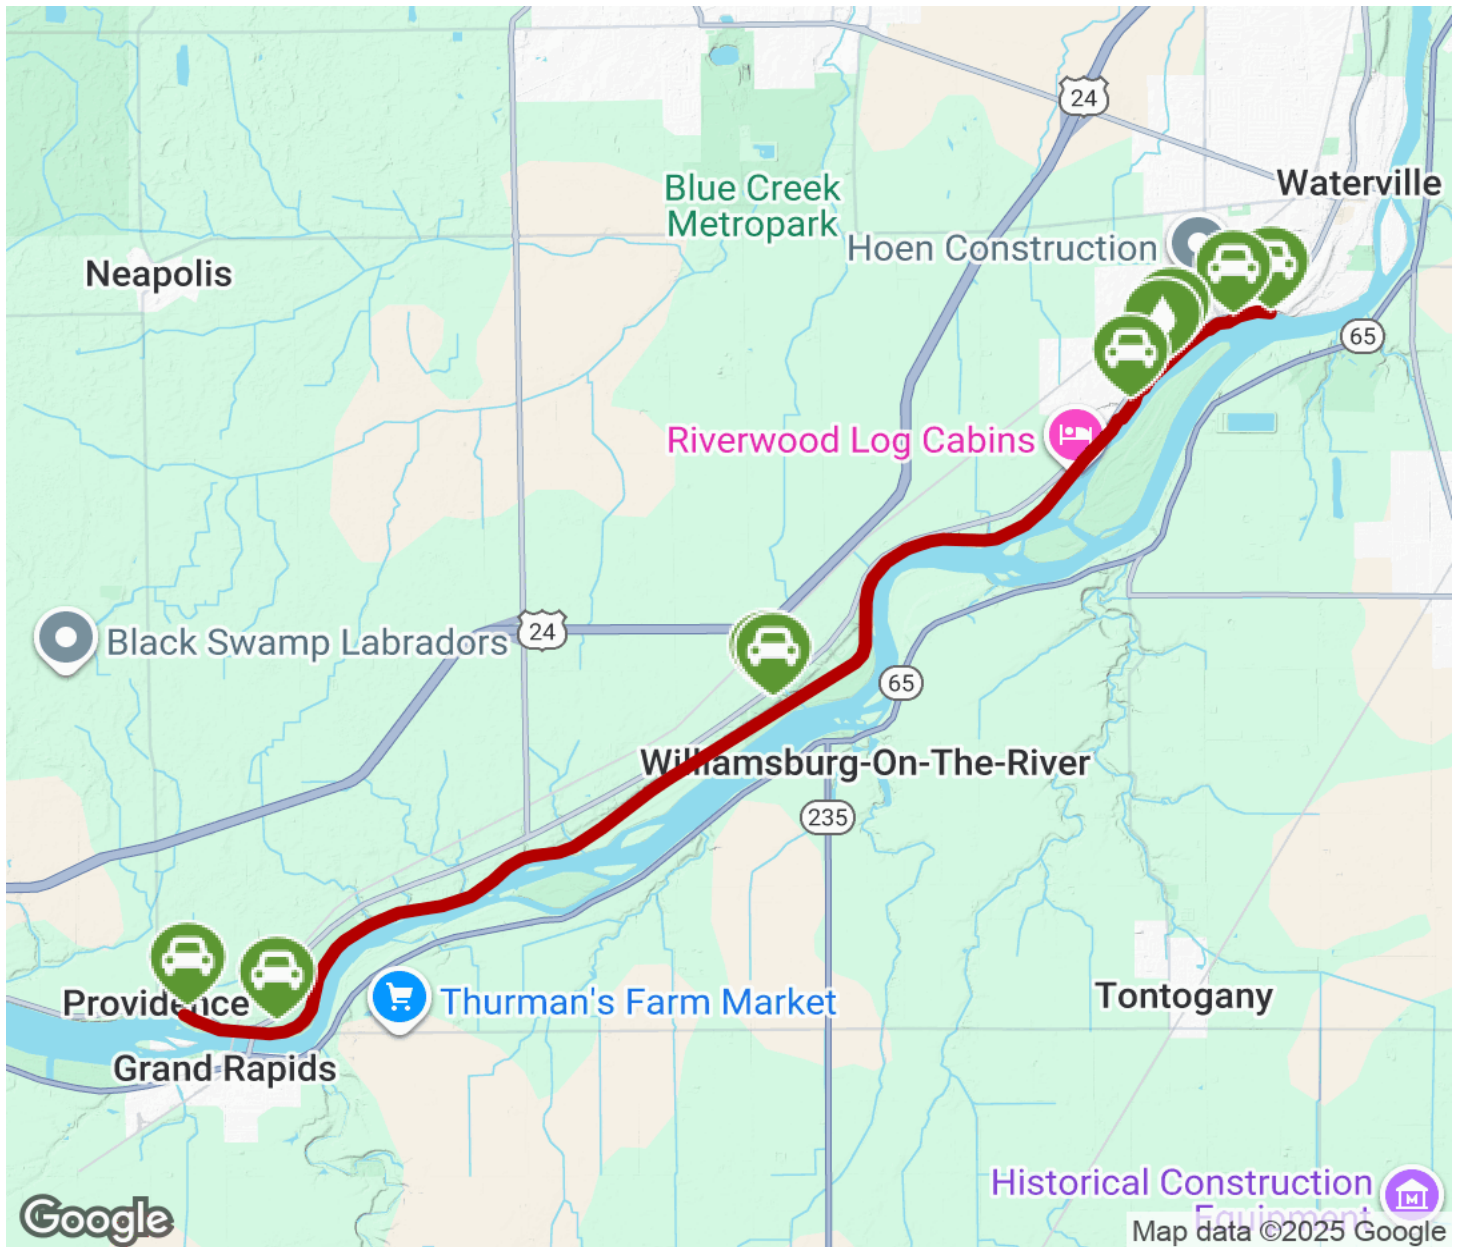 24
Waterville
Blue Creek
Metropark
Hoen Construction
Neapolis
65
Riverwood Log Cabins
24
Black Swamp Labradors
65
Williamsburg-On-The-River
235
Providence
Thurman's Farm Market
Tontogany
Grand Rapids
Historical Construction
Equipment
Google
Map data ©2025 Google